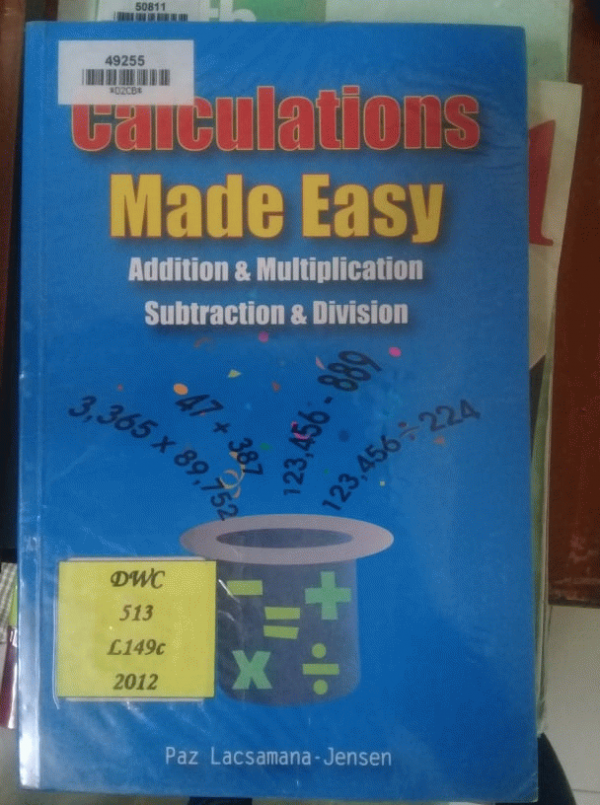 50811
49255
*D2CB*
Calculations
Made Easy
Addition & Multiplication
Subtraction & Division
3,365 x 89,752
47 + 387
123,456 - 889
123,456 ÷ 224
DWC
513
L149c
2012
− +
=
x ÷
Paz Lacsamana-Jensen